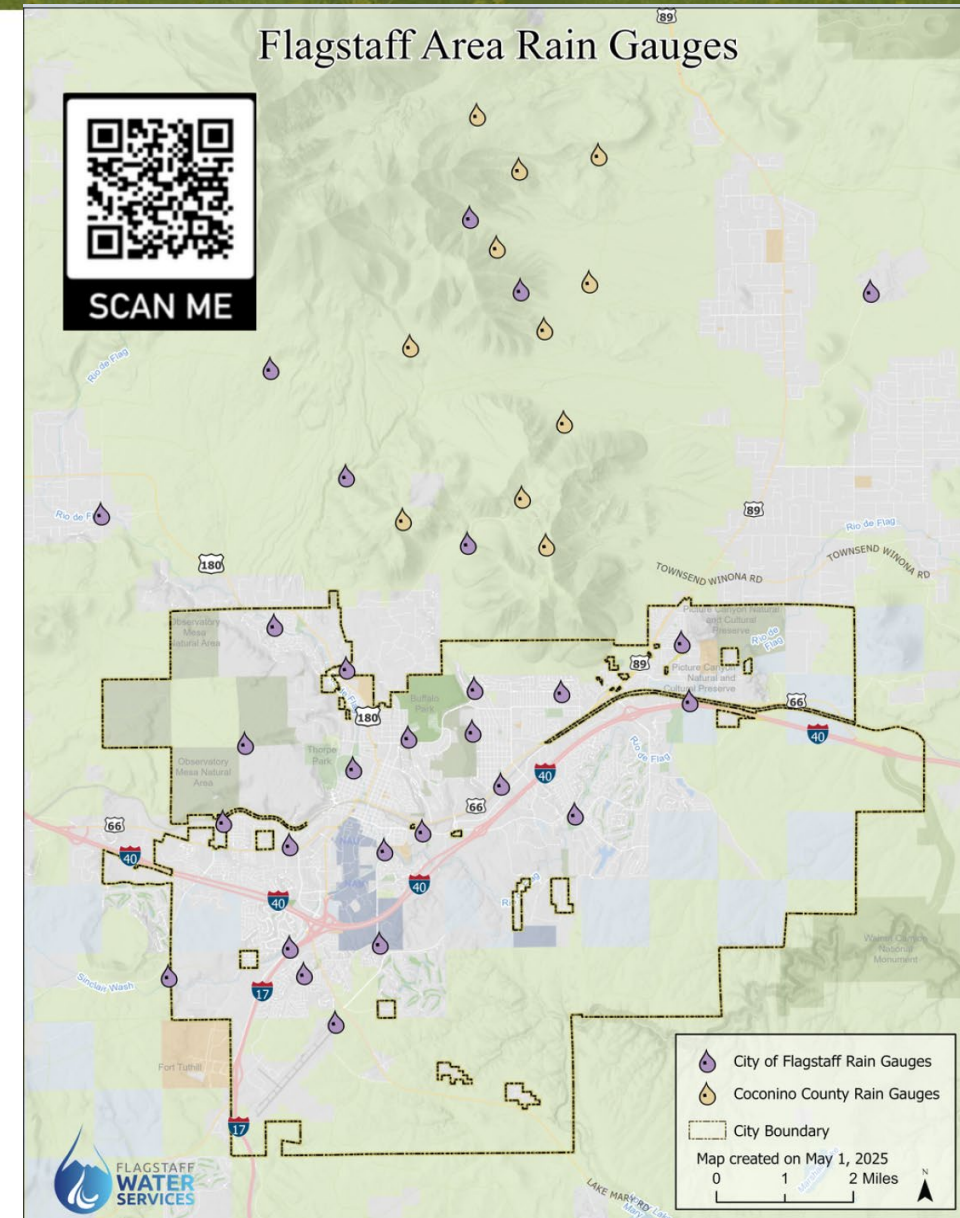 89
Flagstaff Area Rain Gauges
SCAN ME
Rio de Flag
89
Rio de Flag
TOWNSEND WINONA RD
TOWNSEND WINONA RD
180
Observatory
Mesa
Natural Area
Picture Canyon Natural
and Cultural
Preserve
Rio de
Flag
89
Picture Canyon
Natural and
Cultural Preserve
Buffalo
Park
180
66
40
Thorpe
Park
Rio de Flag
Observatory
Mesa Natural
Area
40
66
66
40
NAU
40
40
Sinclair Wash
17
Walnut Canyon
National
Monument
Fort Tuthill
17
City of Flagstaff Rain Gauges
Coconino County Rain Gauges
City Boundary
Map created on May 1, 2025
0 1 2 Miles
N
FLAGSTAFF
WATER
SERVICES
LAKE MARY RD